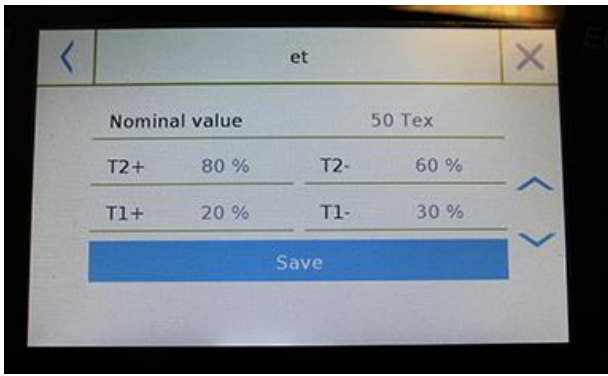 et
Nominal value 50 Tex
T2+ 80 % T2- 60 %
T1+ 20 % T1- 30 %
Save